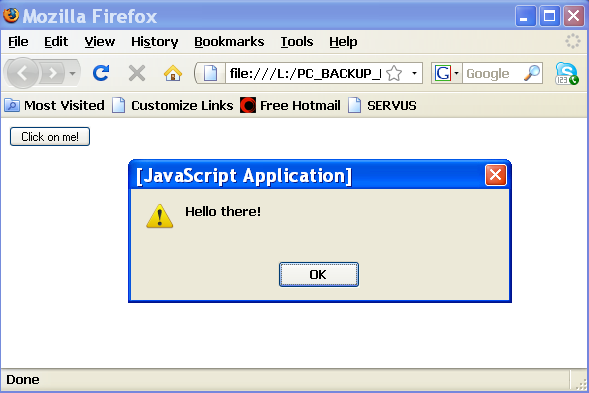 Mozilla Firefox
File Edit View History Bookmarks Tools Help
file:///L:/PC_BACKUP_ G Google
Most Visited Customize Links Free Hotmail SERVUS
Click on me!
[JavaScript Application]
Hello there!
OK
Done